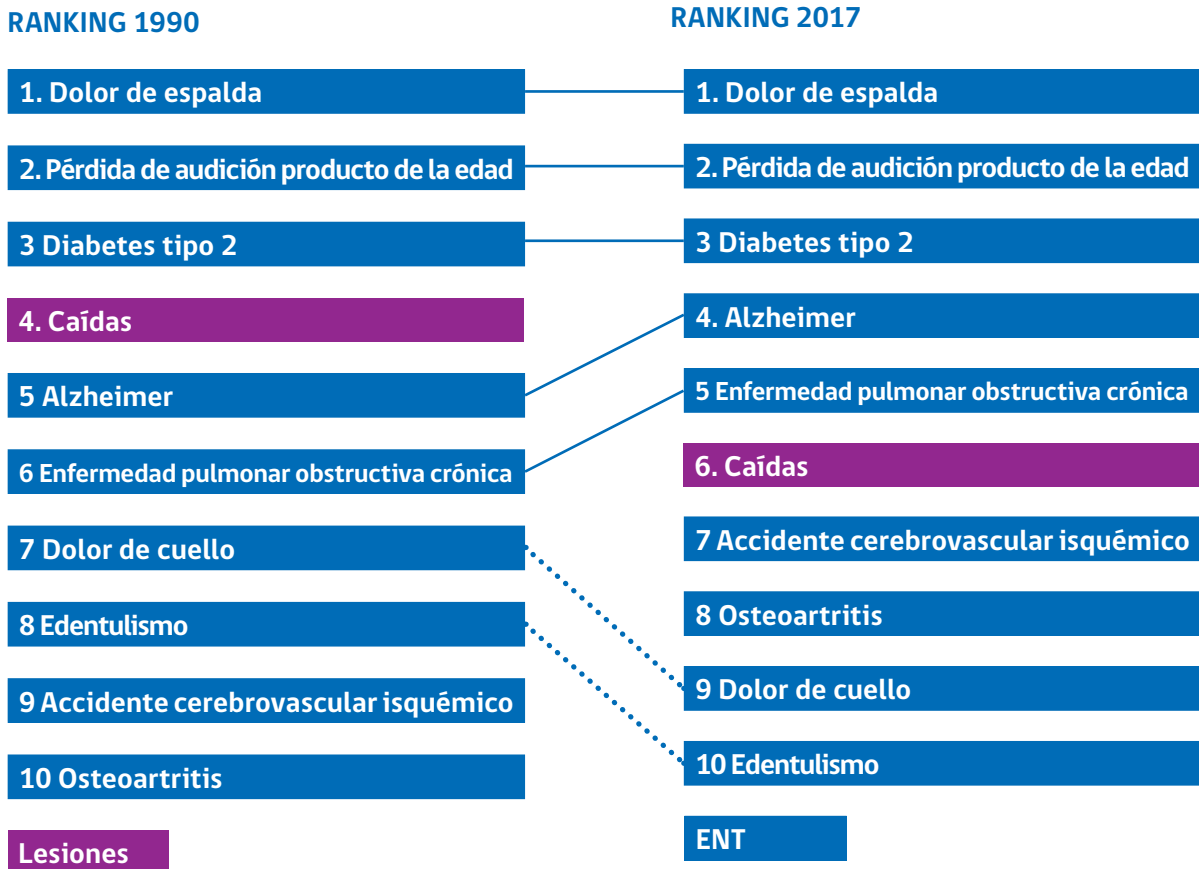 RANKING 1990
1. Dolor de espalda
2. Pérdida de audición producto de la edad
3 Diabetes tipo 2
4. Caídas
5 Alzheimer
6 Enfermedad pulmonar obstructiva crónica
7 Dolor de cuello
8 Edentulismo
9 Accidente cerebrovascular isquémico
10 Osteoartritis
Lesiones
RANKING 2017
1. Dolor de espalda
2. Pérdida de audición producto de la edad
3 Diabetes tipo 2
4. Alzheimer
5 Enfermedad pulmonar obstructiva crónica
6. Caídas
7 Accidente cerebrovascular isquémico
8 Osteoartritis
9 Dolor de cuello
10 Edentulismo
ENT